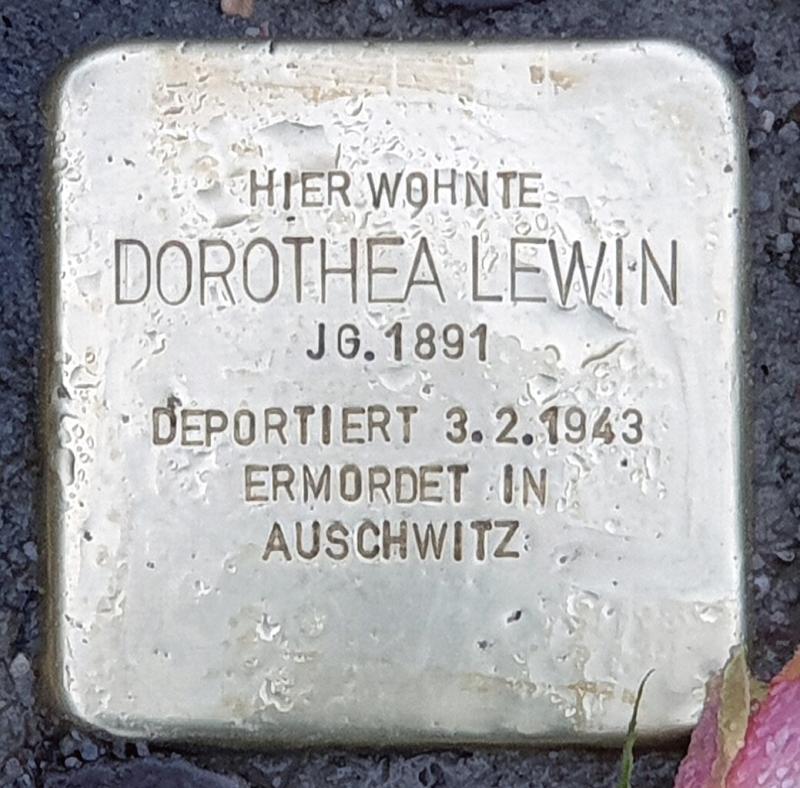 HIER WOHNTE
DOROTHEA LEWIN
JG. 1891
DEPORTIERT 3.2.1943
ERMORDET IN
AUSCHWITZ